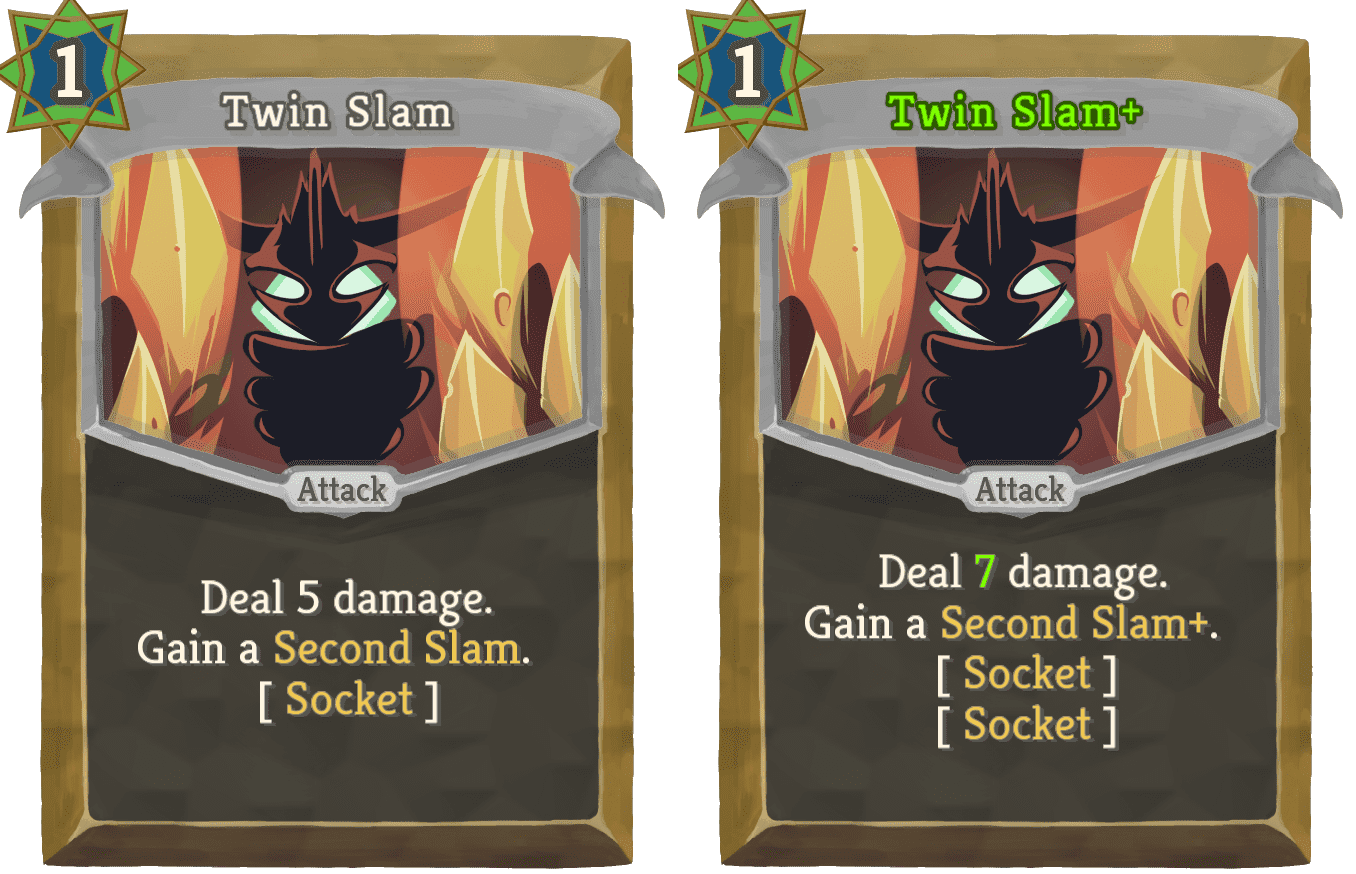 1
Twin Slam
Attack
Deal 5 damage.
Gain a Second Slam.
[ Socket ]
1
Twin Slam+
Attack
Deal 7 damage.
Gain a Second Slam+.
[ Socket ]
[ Socket ]